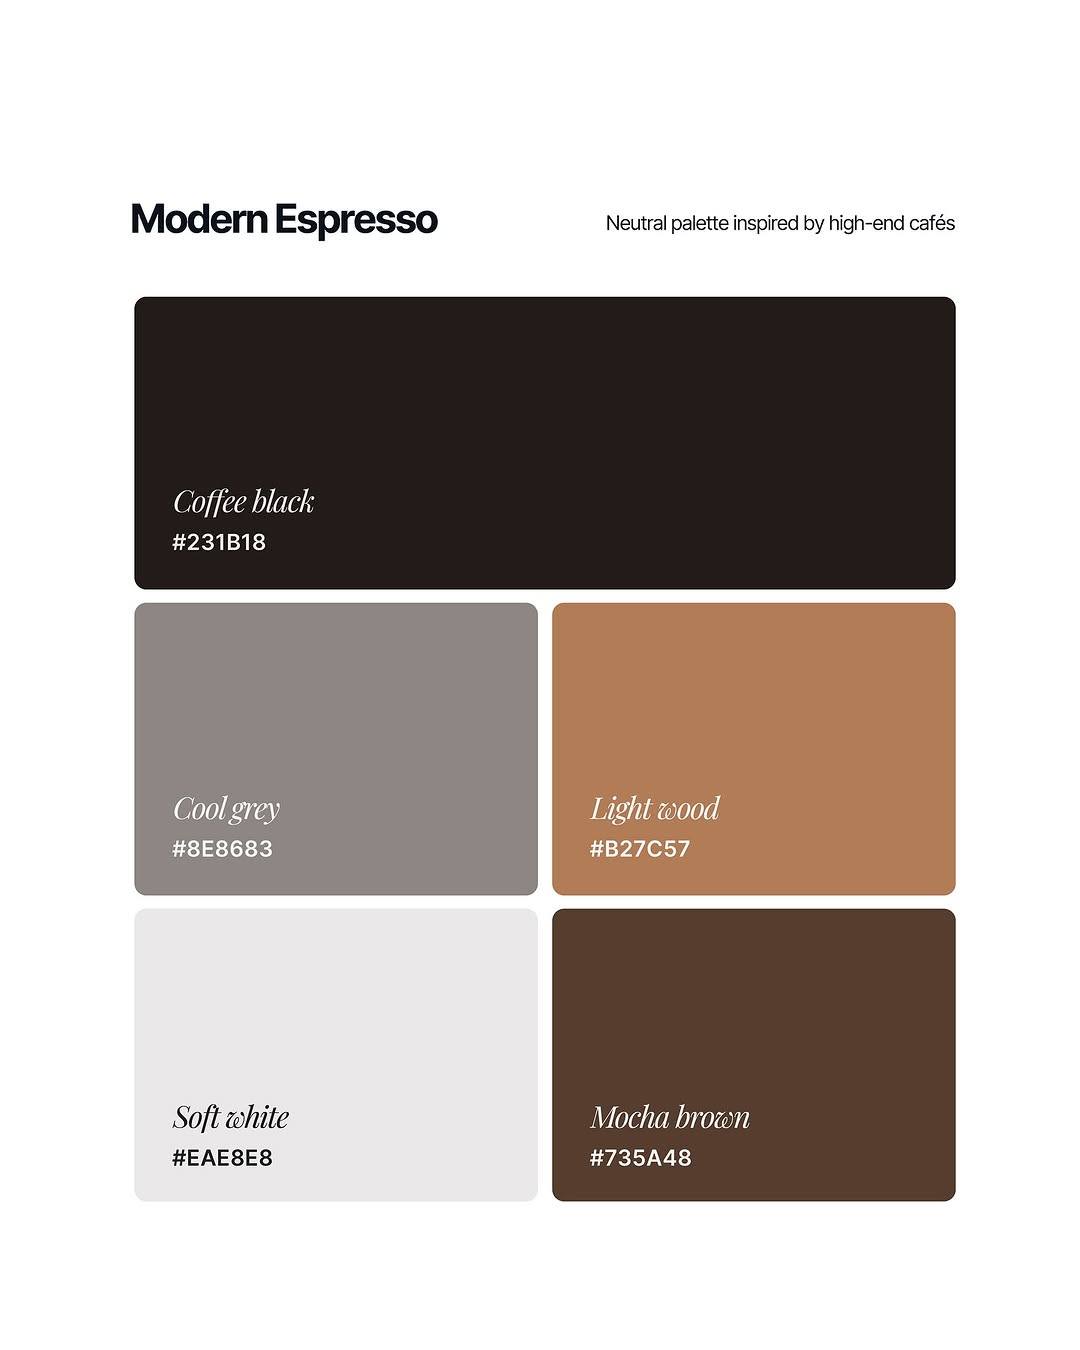 Modern Espresso
Neutral palette inspired by high-end cafés
Coffee black
#231B18
Cool grey
#8E8683
Light wood
#B27C57
Soft white
#EAE8E8
Mocha brown
#735A48